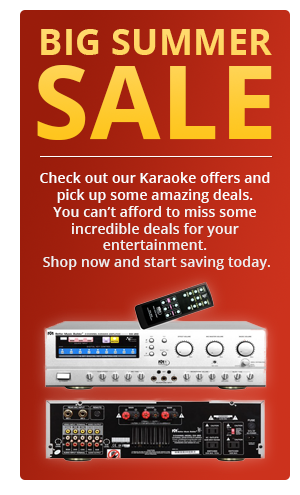 BIG SUMMER
SALE
Check out our Karaoke offers and
pick up some amazing deals.
You can't afford to miss some
incredible deals for your
entertainment.
Shop now and start saving today.